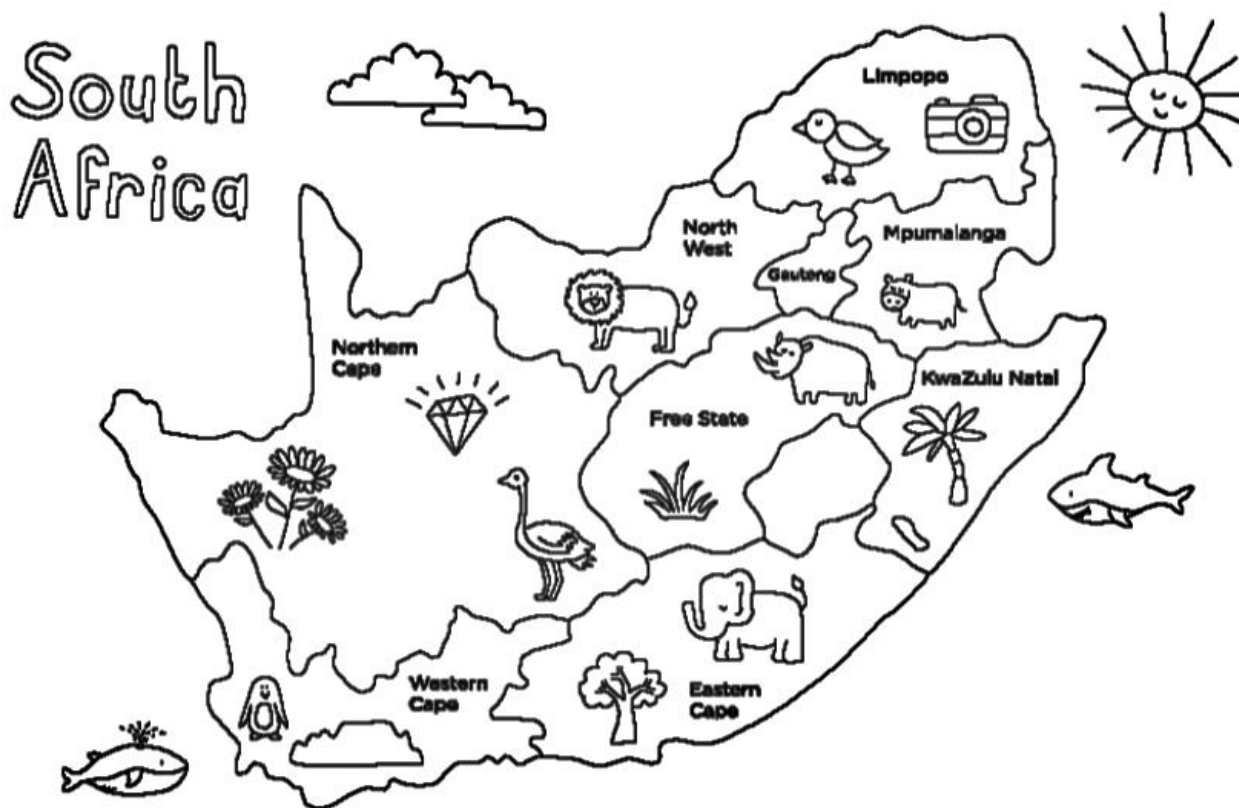 South
Africa
Limpopo
North
West
Mpumalanga
Gauteng
Northern
Cape
KwaZulu Natal
Free State
Western
Cape
Eastern
Cape